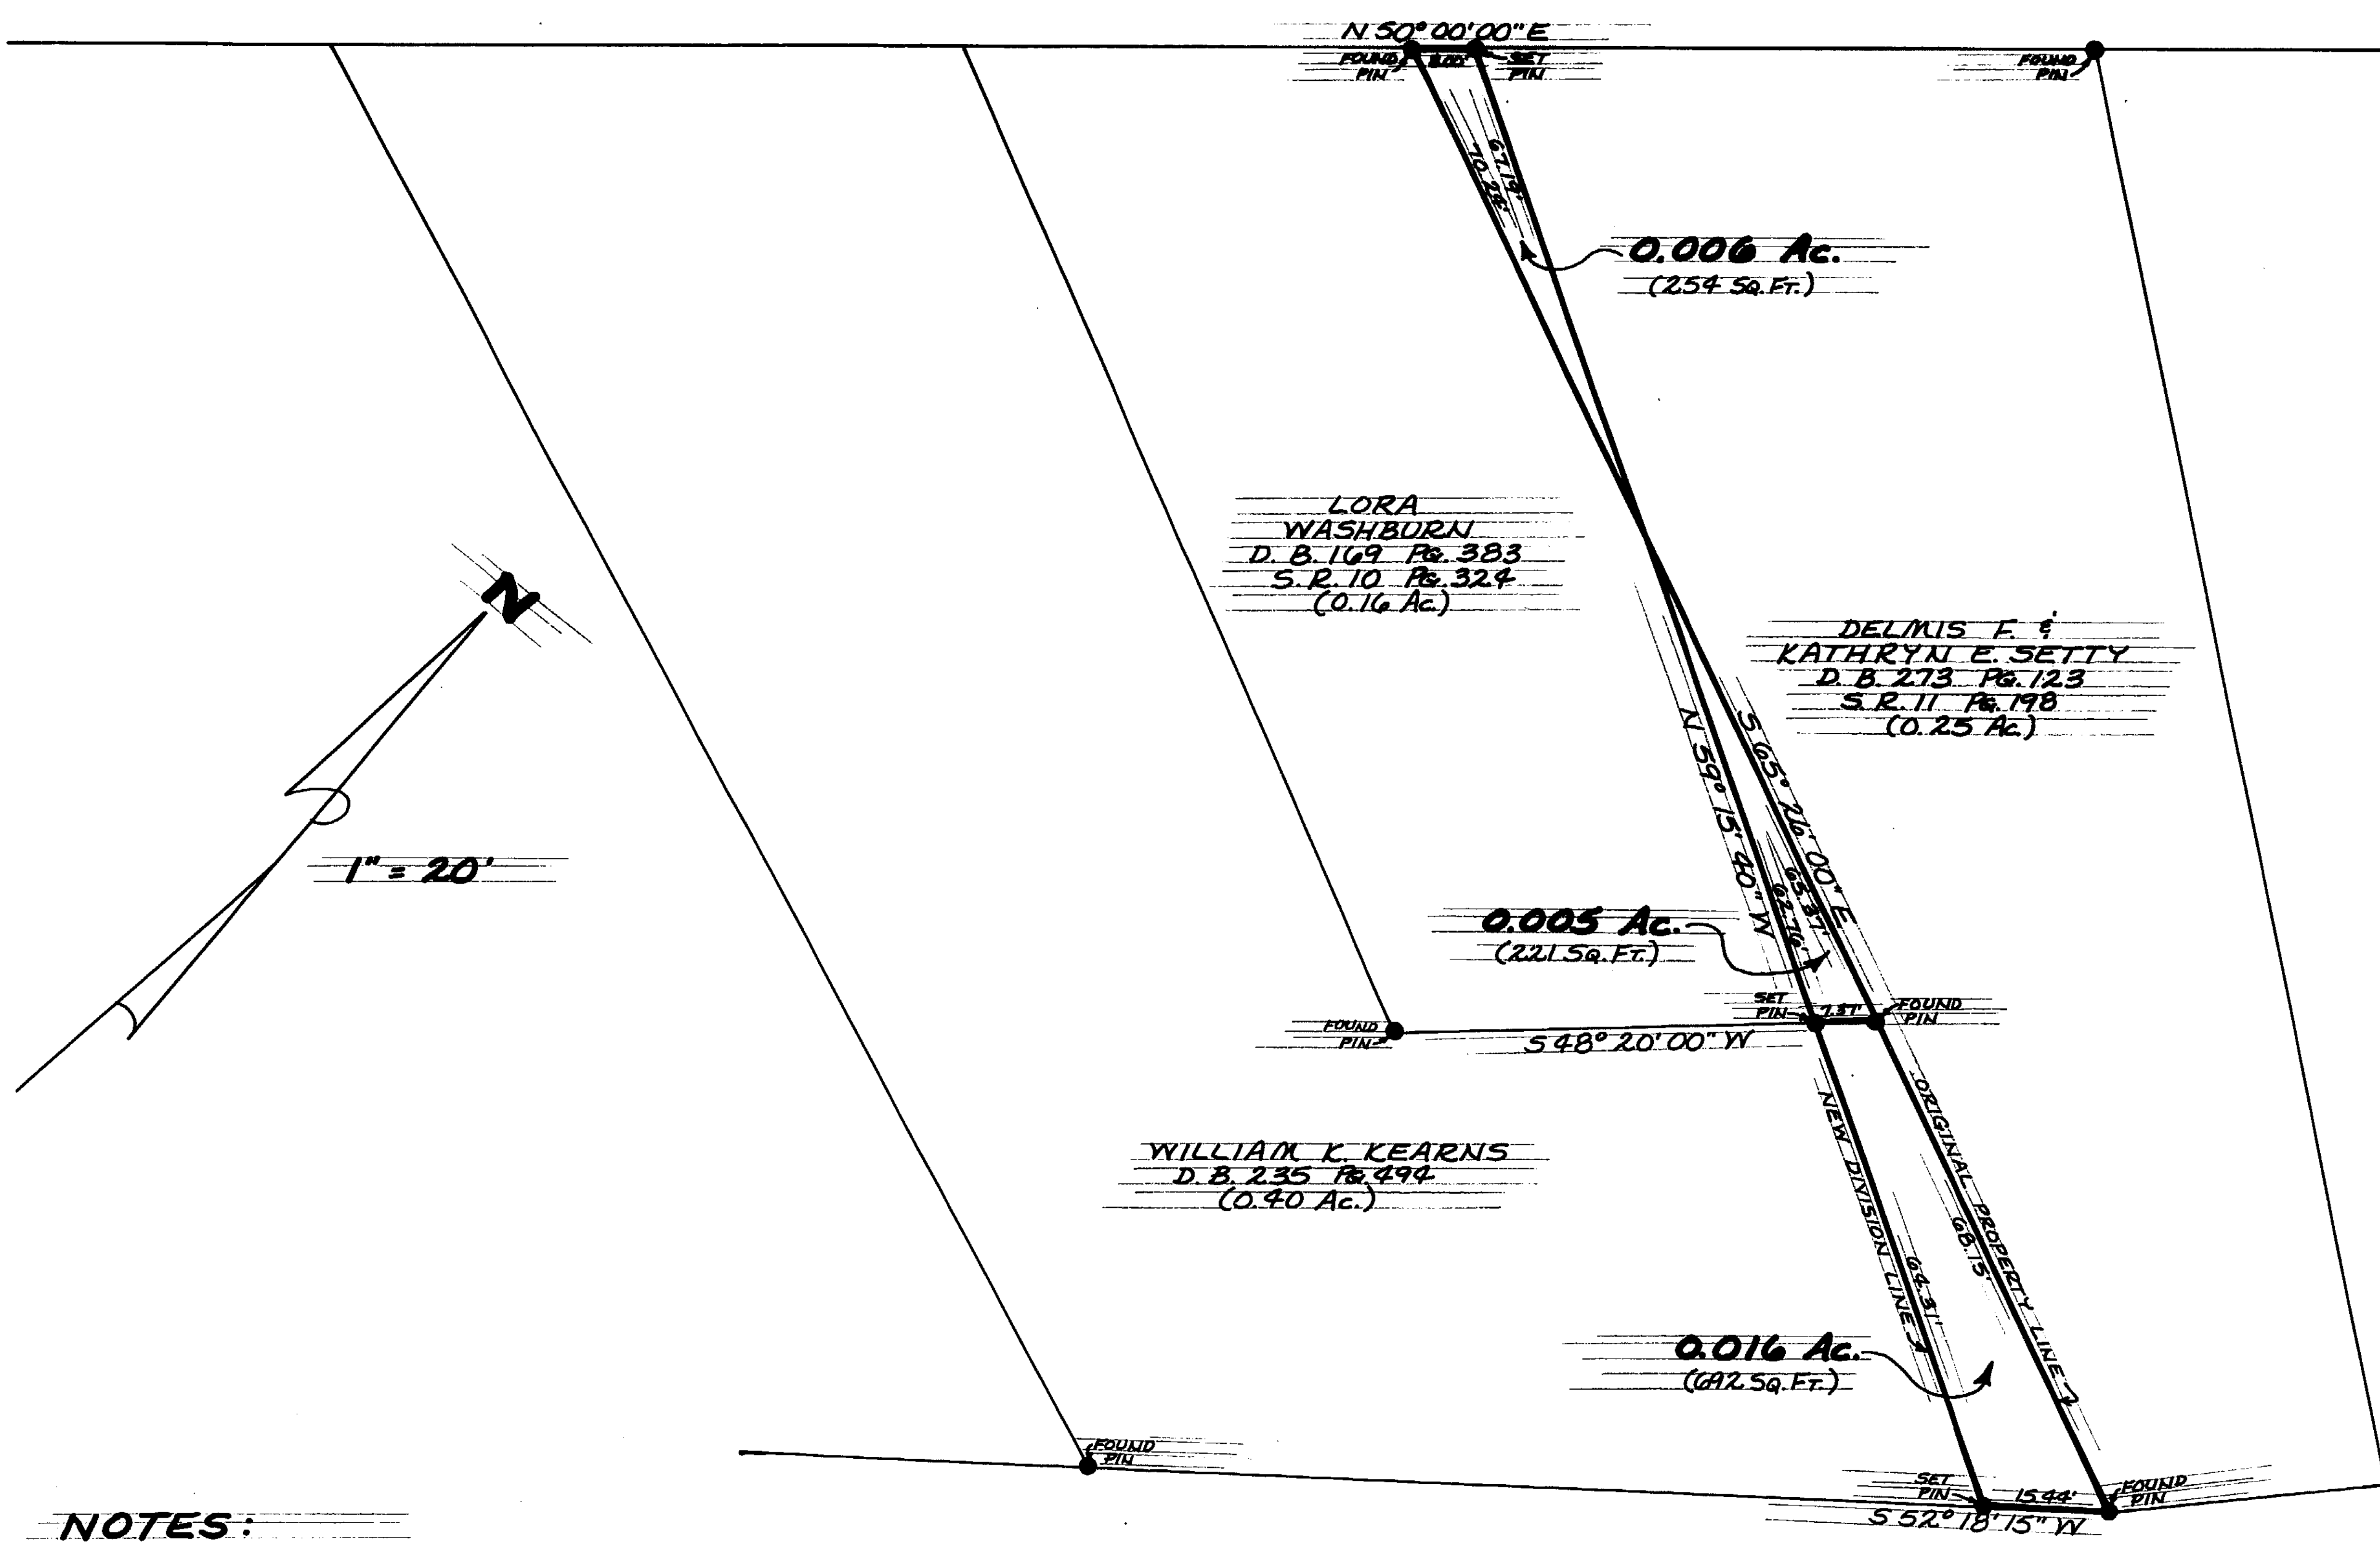 N 50° 00' 00" E
FOUND PIN
8.00'
SET PIN
FOUND PIN
67.19'
70.28'
0.006 Ac.
(254 SQ. FT.)
LORA
WASHBURN
D. B. 169 PG. 383
S. R. 10 PG. 324
(0.16 Ac.)
N
DELMIS F. &
KATHRYN E. SETTY
D. B. 273 PG. 123
S. R. 11 PG. 198
(0.25 Ac.)
N 59° 15' 40" W
S 65° 26' 00" E
1" = 20'
65.37'
62.76'
0.005 Ac.
(221 SQ. FT.)
SET PIN
7.37'
FOUND PIN
FOUND PIN
S 48° 20' 00" W
NEW DIVISION LINE
ORIGINAL PROPERTY LINE
WILLIAM K. KEARNS
D. B. 235 PG. 494
(0.40 Ac.)
64.31'
68.15'
0.016 Ac.
(692 SQ. FT.)
FOUND PIN
SET PIN
15.44'
FOUND PIN
S 52° 18' 15" W
NOTES: